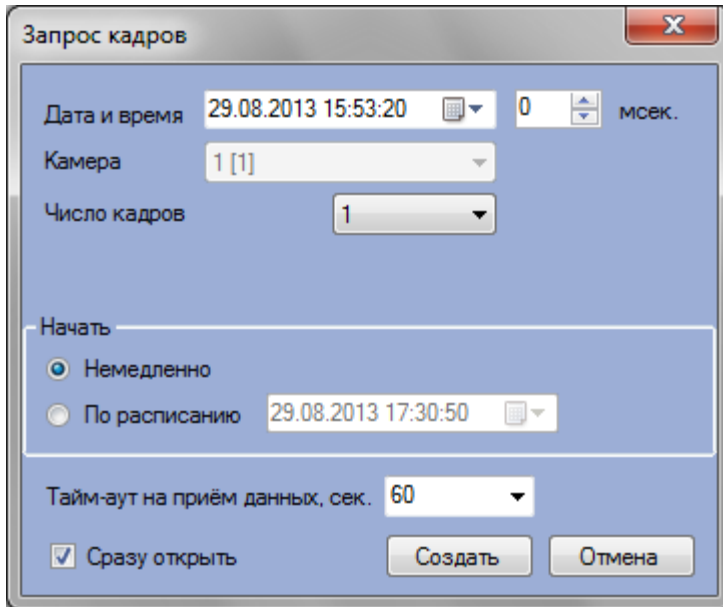 Запрос кадров
Дата и время 29.08.2013 15:53:20 0 мсек.
Камера 1 [1]
Число кадров 1
Начать
Немедленно
По расписанию 29.08.2013 17:30:50
Тайм-аут на приём данных, сек. 60
Сразу открыть Создать Отмена